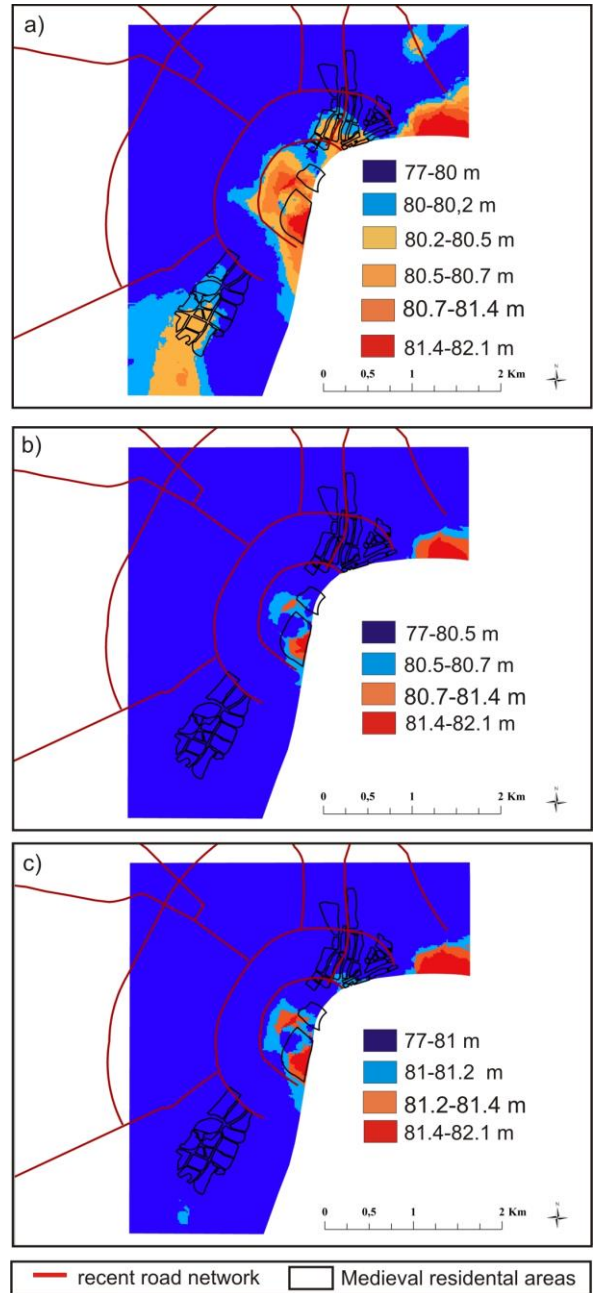 a)
77-80 m
80-80,2 m
80.2-80.5 m
80.5-80.7 m
80.7-81.4 m
81.4-82.1 m
0 0,5 1 2 Km
N
b)
77-80.5 m
80.5-80.7 m
80.7-81.4 m
81.4-82.1 m
0 0,5 1 2 Km
N
c)
77-81 m
81-81.2 m
81.2-81.4 m
81.4-82.1 m
0 0,5 1 2 Km
N
recent road network Medieval residental areas